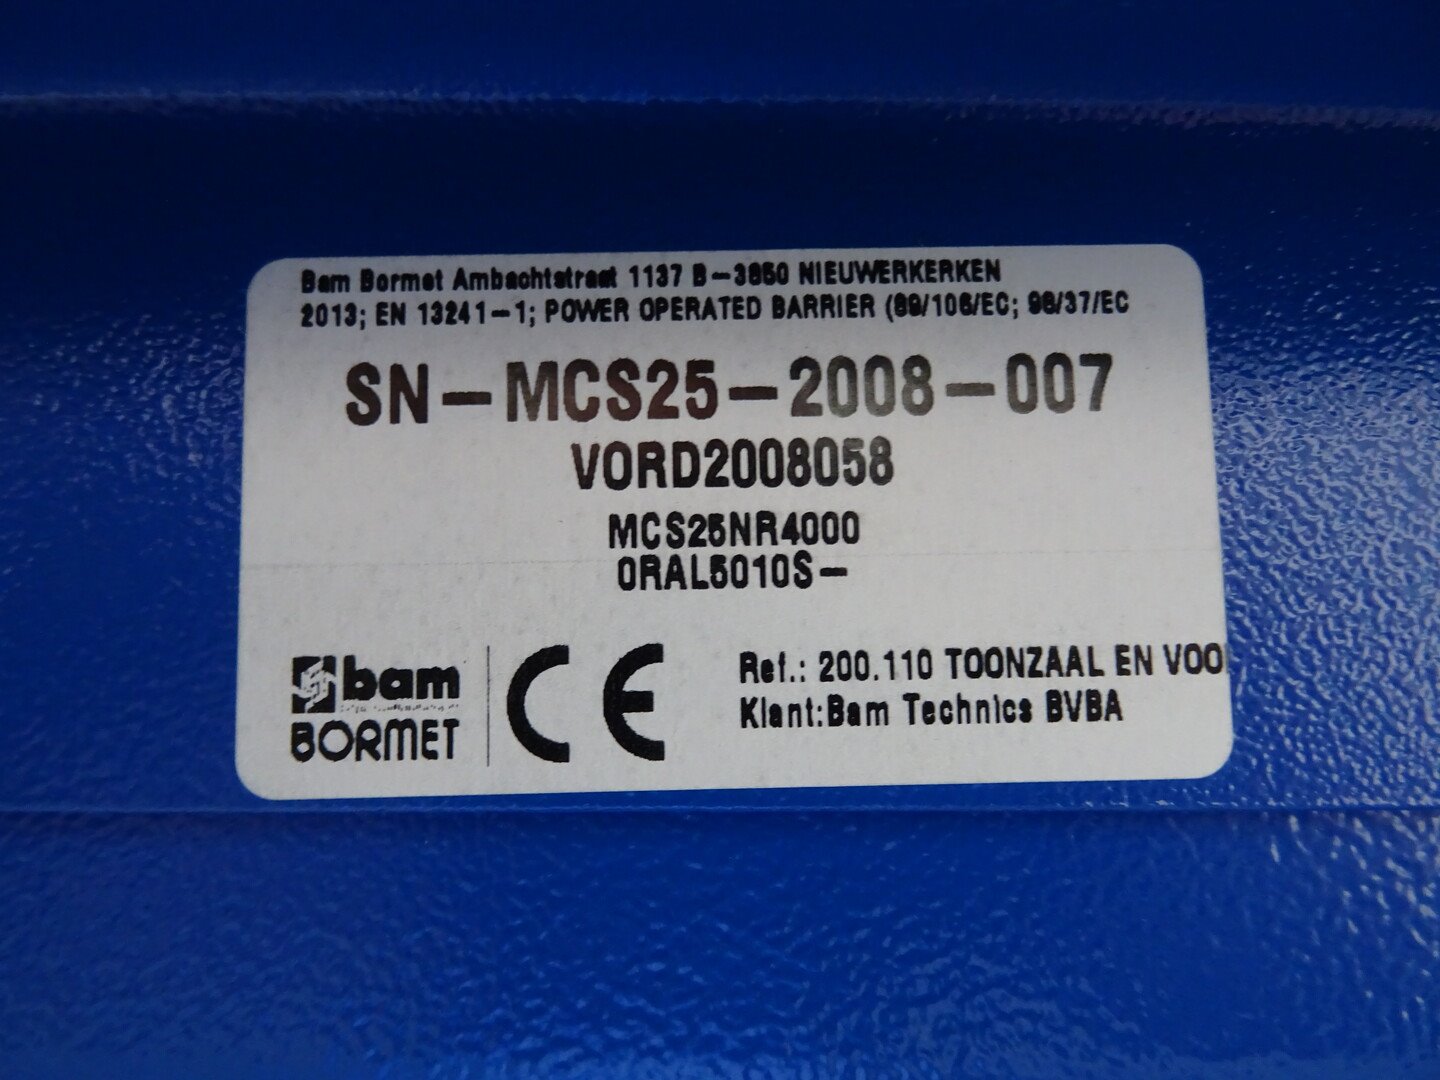 Bam Bormet Ambachtstraat 1137 B-3850 NIEUWERKERKEN
2013; EN 13241-1; POWER OPERATED BARRIER (89/106/EC; 98/37/EC
SN-MCS25-2008-007
VORD2008058
MCS25NR4000
0RAL5010S-
bam
BORMET
CE
Ref.: 200.110 TOONZAAL EN VOO
Klant:Bam Technics BVBA